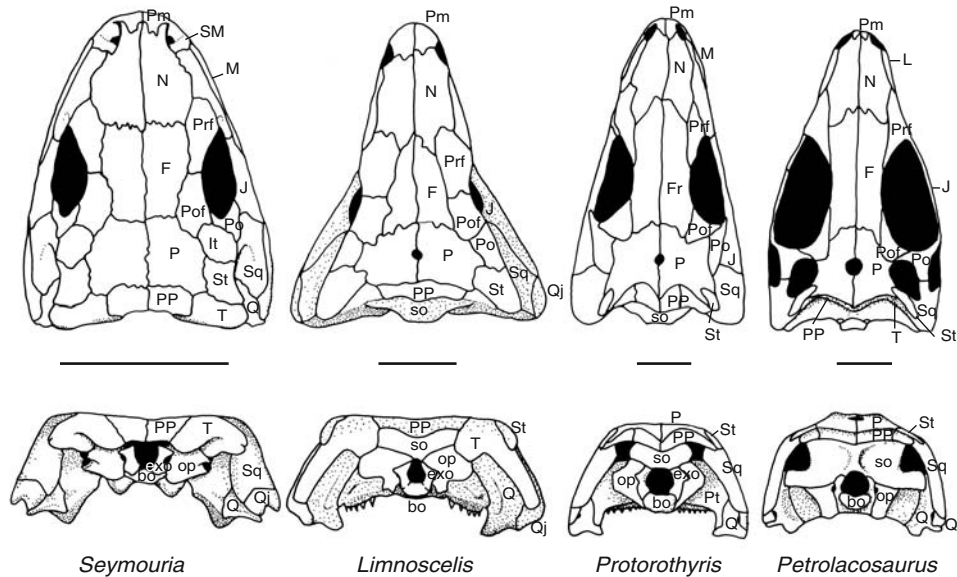 Pm
SM
M
N
Prf
F
J
Pof
Po
It
P
St
Sq
PP
T
Q
N
Prf
F
J
Pof
Po
P
Sq
St
Qj
PP
so
Pm
M
N
Prf
Fr
Pof
Po
P
J
Sq
PP
so
St
Pm
L
N
Prf
F
J
Pof
P
Po
Sq
PP
T
St
PP
T
exo
op
bo
Sq
Q
Qj
PP
St
so
T
op
exo
Q
bo
Qj
P
PP
St
so
Sq
op
exo
Pt
bo
Q
P
PP
St
so
Sq
op
bo
Q
Q
Seymouria
Limnoscelis
Protorothyris
Petrolacosaurus